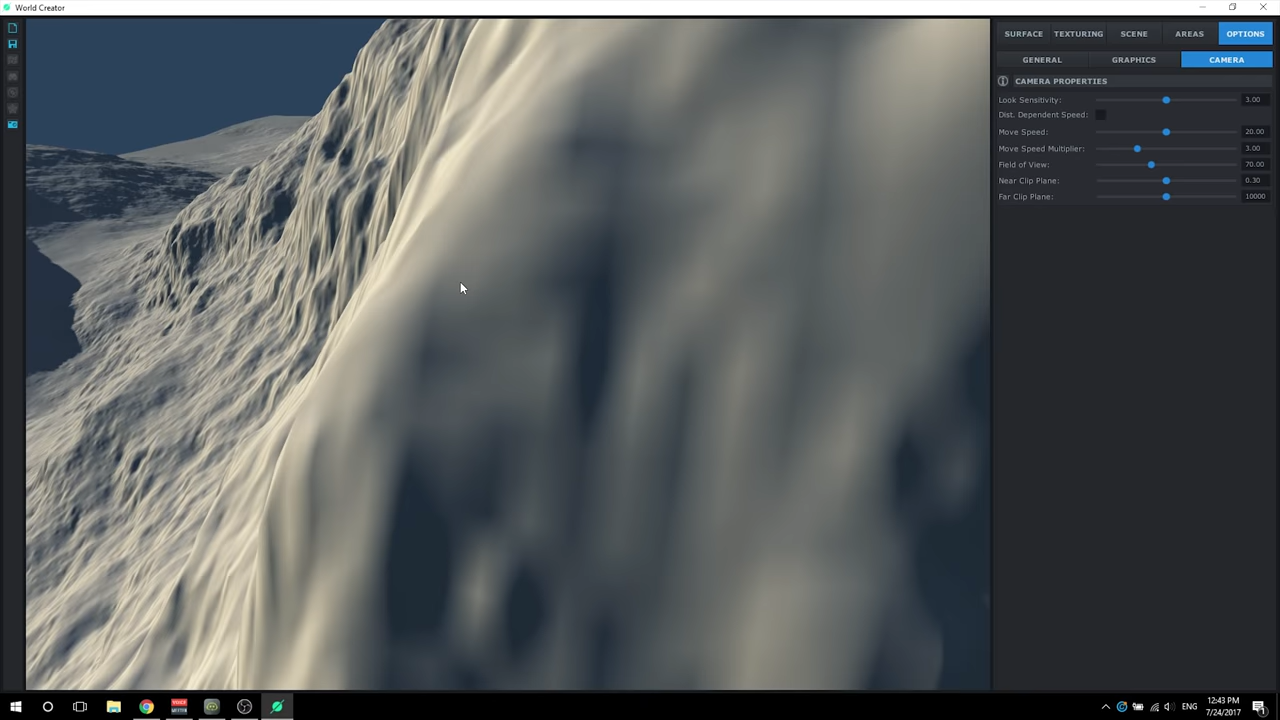 World Creator
SURFACE TEXTURING SCENE AREAS OPTIONS
GENERAL GRAPHICS CAMERA
CAMERA PROPERTIES
Look Sensitivity: 3.00
Dist. Dependent Speed:
Move Speed: 20.00
Move Speed Multiplier: 3.00
Field of View: 70.00
Near Clip Plane: 0.30
Far Clip Plane: 10000
ENG
12:43 PM
7/24/2017